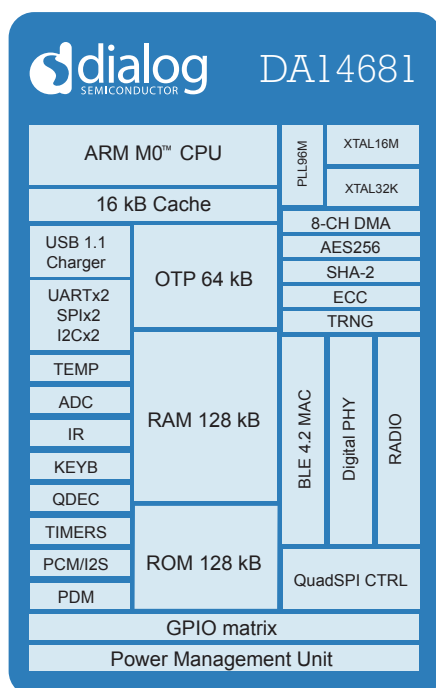 dialog
SEMICONDUCTOR
DA14681
ARM M0™ CPU
16 kB Cache
PLL96M
XTAL16M
XTAL32K
USB 1.1
Charger
UARTx2
SPIx2
I2Cx2
TEMP
ADC
IR
KEYB
QDEC
TIMERS
PCM/I2S
PDM
OTP 64 kB
RAM 128 kB
ROM 128 kB
8-CH DMA
AES256
SHA-2
ECC
TRNG
BLE 4.2 MAC
Digital PHY
RADIO
QuadSPI CTRL
GPIO matrix
Power Management Unit